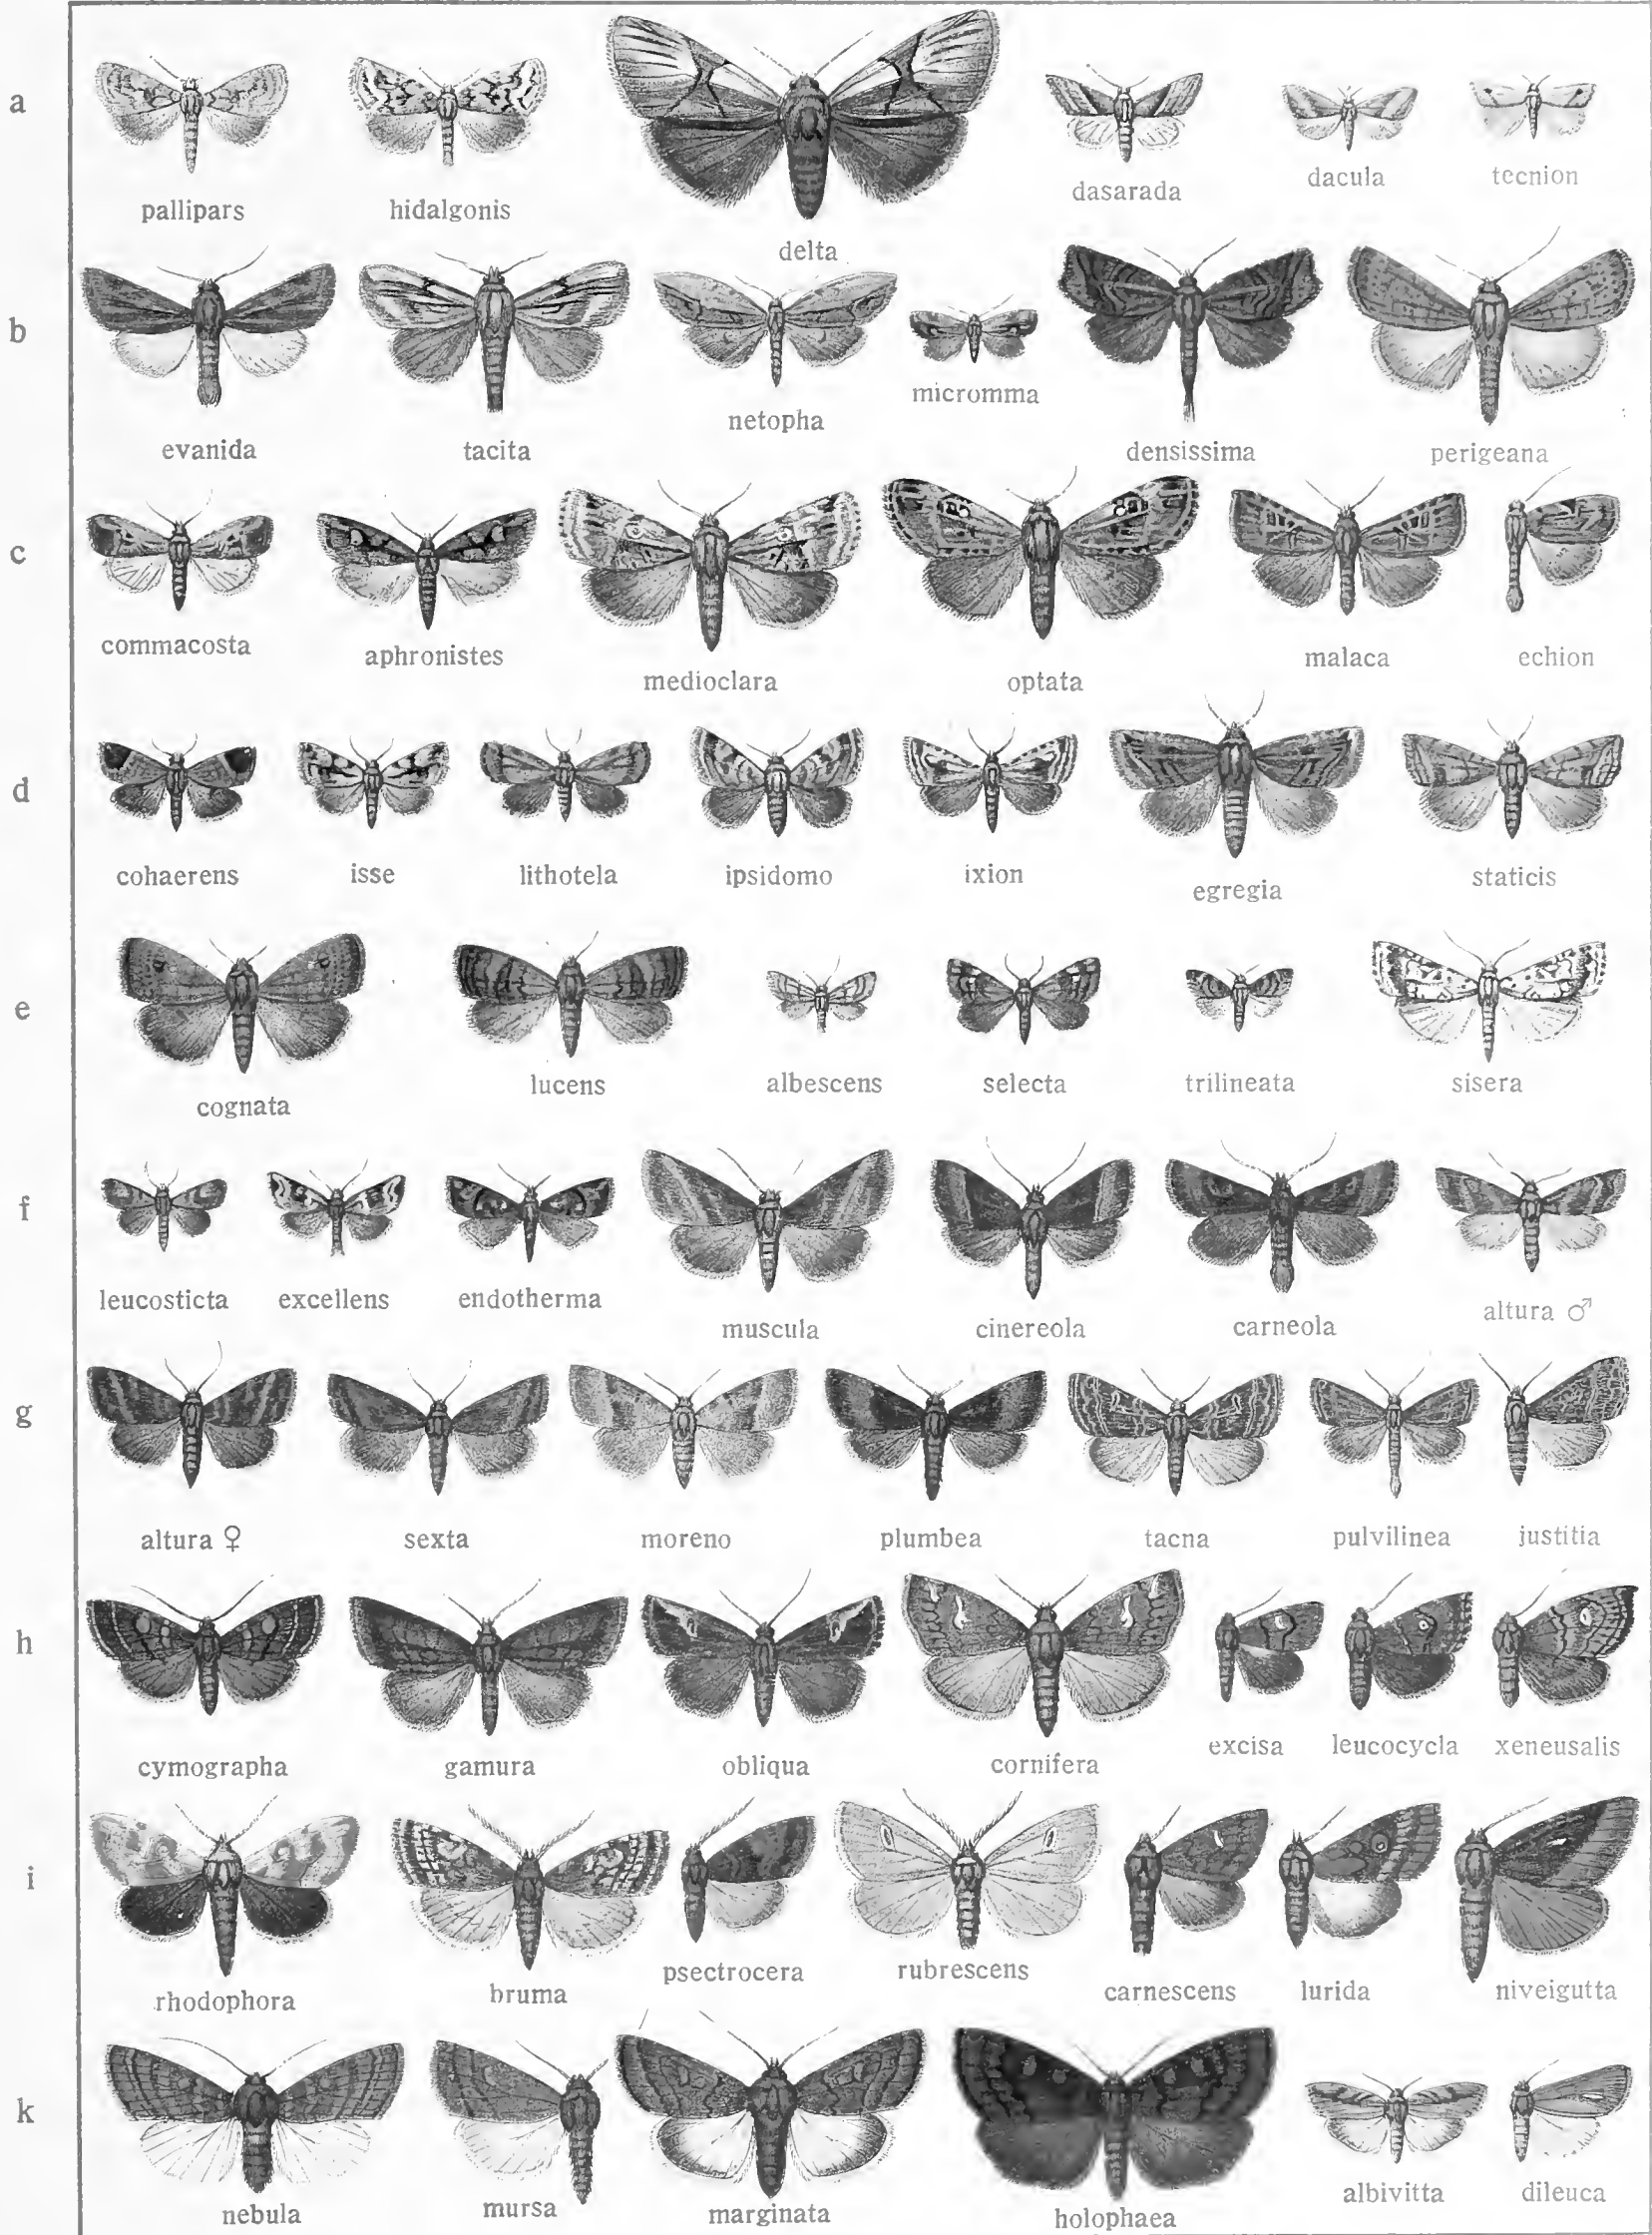 a
pallipars hidalgonis delta dasarada dacula tecnion
b
evanida tacita netopha micromma densissima perigeana
c
commacosta aphronistes medioclara optata malaca echion
d
cohaerens isse lithotela ipsidomo ixion egregia staticis
e
cognata lucens albescens selecta trilineata sisera
f
leucosticta excellens endotherma muscula cinereola carneola altura ♂
g
altura ♀ sexta moreno plumbea tacna pulvilinea justitia
h
cymographa gamura obliqua cornifera excisa leucocycla xeneusalis
i
rhodophora bruma psectrocera rubrescens carnescens lurida niveigutta
k
nebula mursa marginata holophaea albivitta dileuca